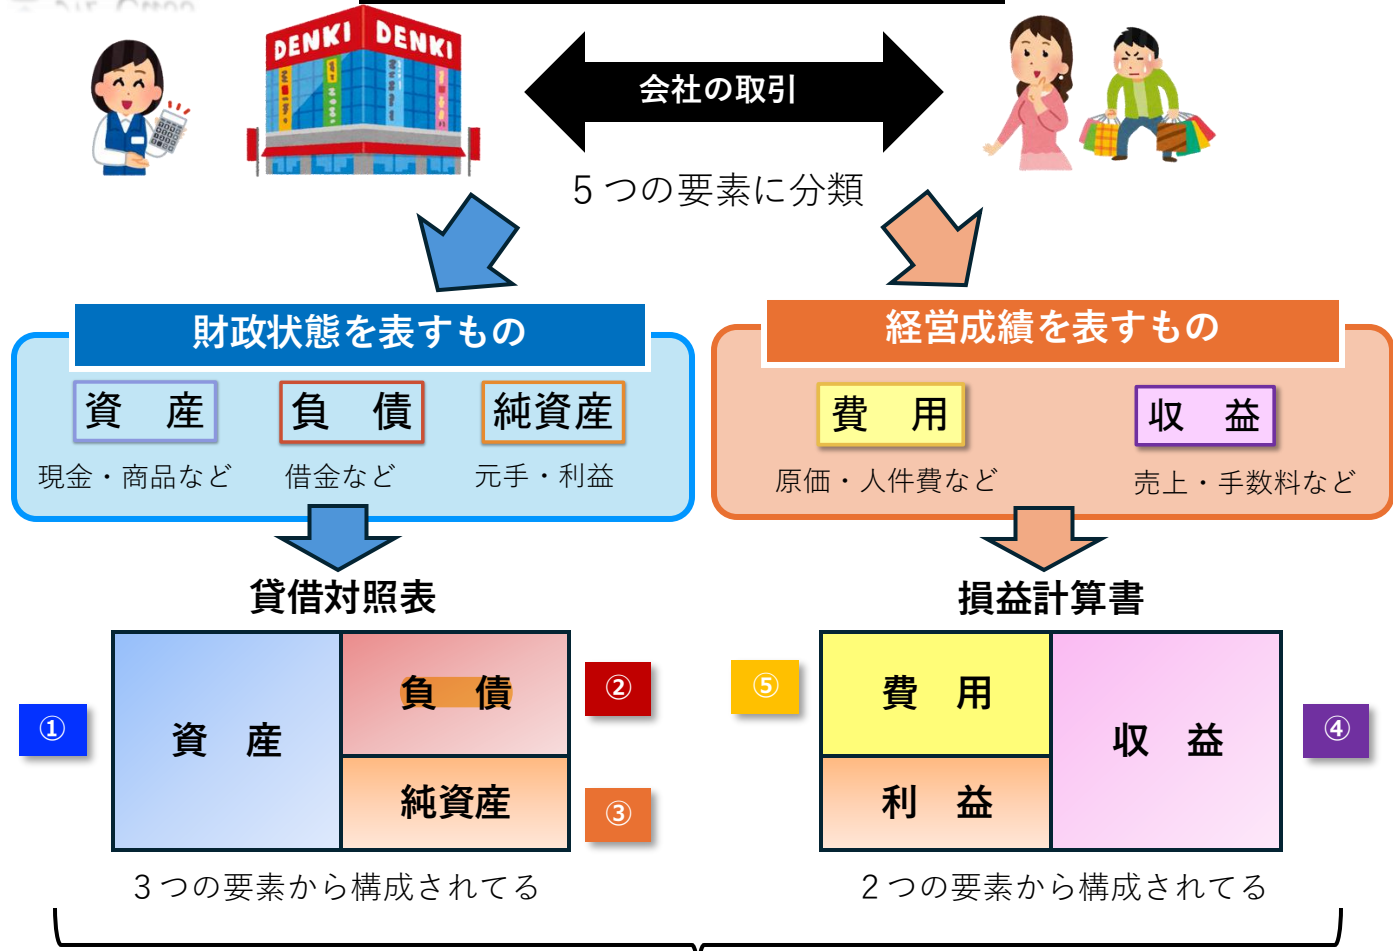 DENKI DENKI
会社の取引
5つの要素に分類
財政状態を表すもの
経営成績を表すもの
資　産
負　債
純資産
費　用
収　益
現金・商品など
借金など
元手・利益
原価・人件費など
売上・手数料など
貸借対照表
損益計算書
①
資　産
負　債
②
純資産
③
⑤
費　用
利　益
収　益
④
3つの要素から構成されてる
2つの要素から構成されてる